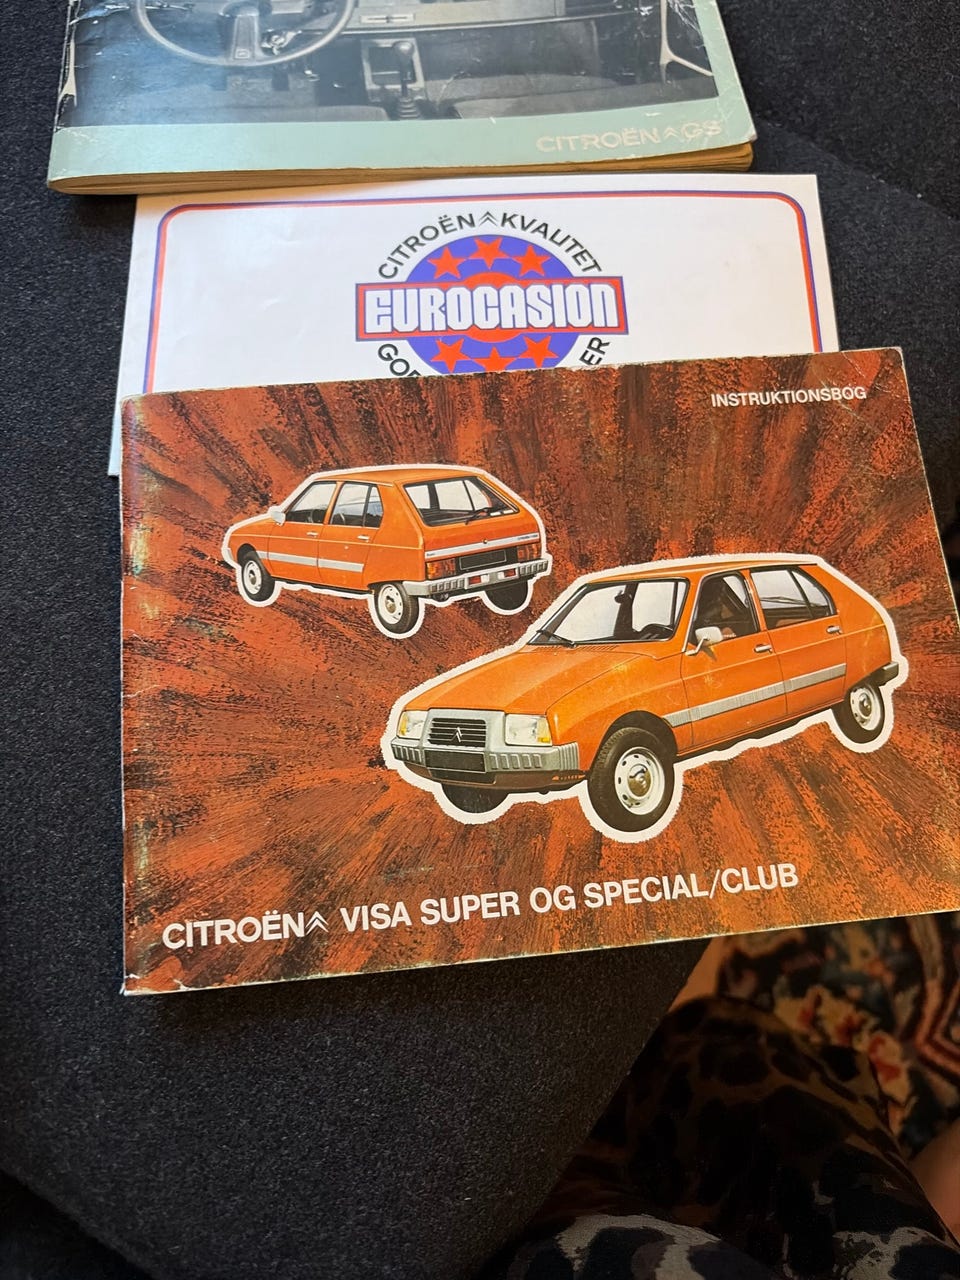 CITROËN GS
CITROËN KVALITET
EUROCASION
INSTRUKTIONSBOG
CITROËN VISA SUPER OG SPECIAL/CLUB